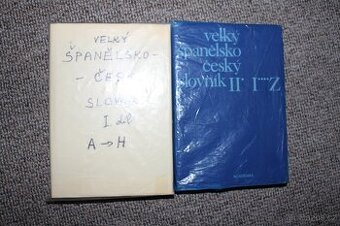 VELKÝ
ŠPANĚLSKO-
- ČESKÝ
SLOVNÍK
I díl
A → H
velký
španělsko
český
slovník II* I****Z
ACADEMIA